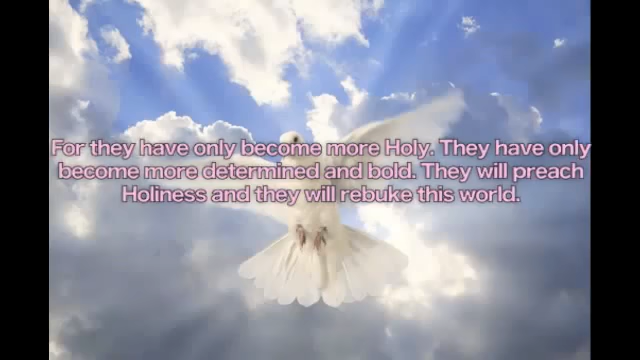 For they have only become more Holy. They have only
become more determined and bold. They will preach
Holiness and they will rebuke this world.